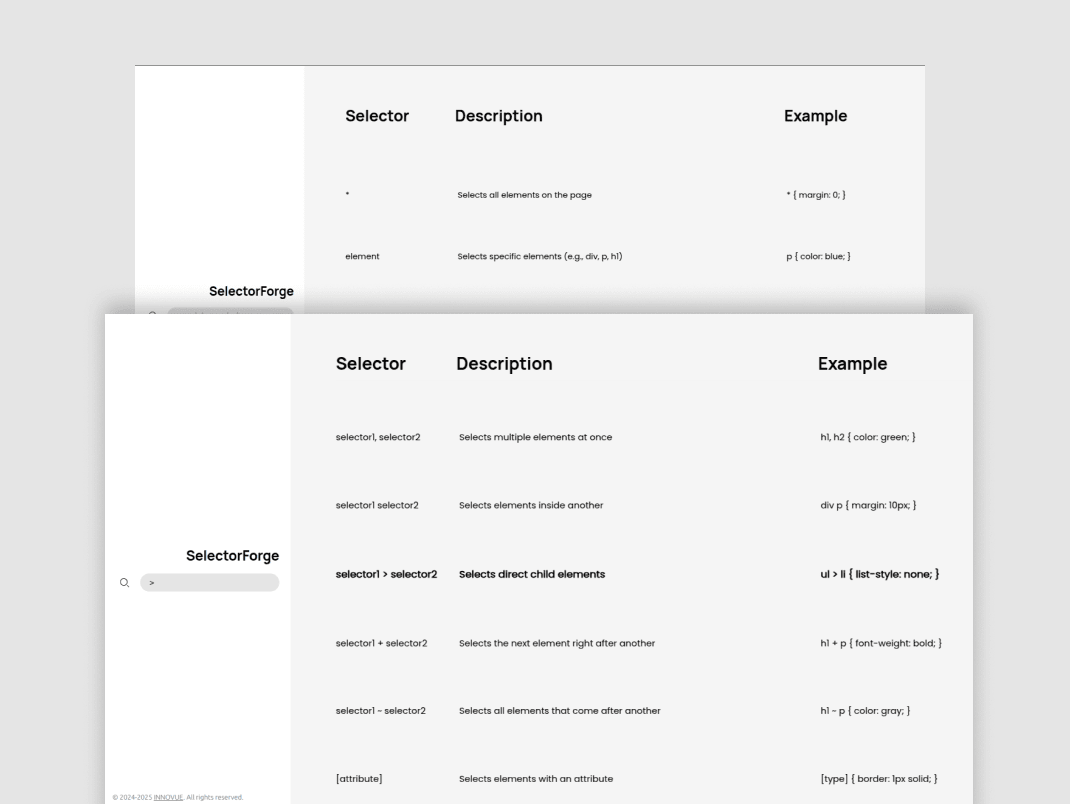 Selector Description Example
* Selects all elements on the page * { margin: 0; }
element Selects specific elements (e.g., div, p, h1) p { color: blue; }
SelectorForge
Selector Description Example
selector1, selector2 Selects multiple elements at once h1, h2 { color: green; }
selector1 selector2 Selects elements inside another div p { margin: 10px; }
SelectorForge
>
selector1 > selector2 Selects direct child elements ul > li { list-style: none; }
selector1 + selector2 Selects the next element right after another h1 + p { font-weight: bold; }
selector1 ~ selector2 Selects all elements that come after another h1 ~ p { color: gray; }
[attribute] Selects elements with an attribute [type] { border: 1px solid; }
© 2024-2025 INNOVUE. All rights reserved.